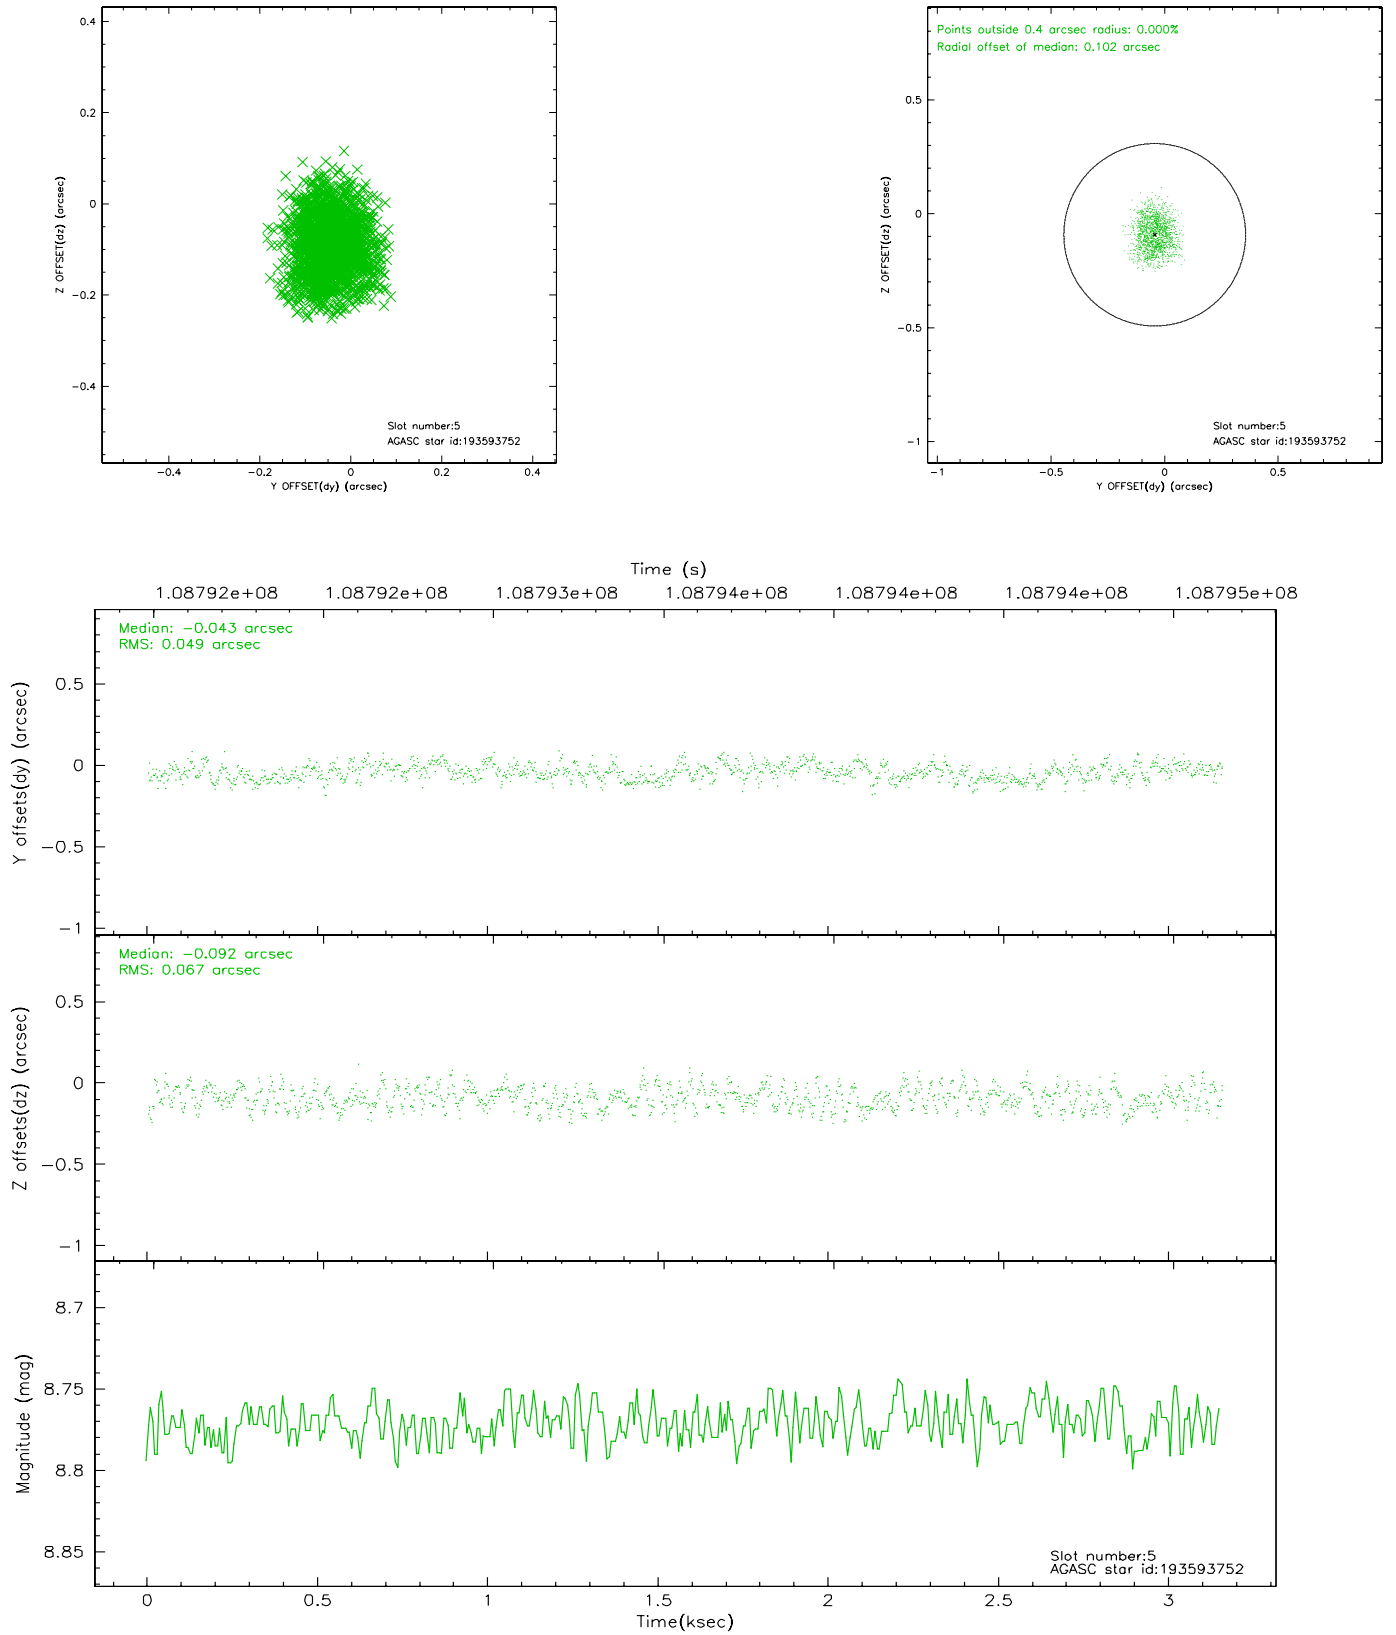 0.4
0.2
0
-0.2
-0.4
Z OFFSET(dz) (arcsec)
Slot number:5
AGASC star id:193593752
-0.4
-0.2
0
0.2
0.4
Y OFFSET(dy) (arcsec)
Points outside 0.4 arcsec radius: 0.000%
Radial offset of median: 0.102 arcsec
0.5
0
-0.5
-1
Z OFFSET(dz) (arcsec)
Slot number:5
AGASC star id:193593752
-1
-0.5
0
0.5
Y OFFSET(dy) (arcsec)
Time (s)
1.08792e+08
1.08792e+08
1.08793e+08
1.08794e+08
1.08794e+08
1.08794e+08
1.08795e+08
Median: -0.043 arcsec
RMS: 0.049 arcsec
0.5
0
-0.5
-1
Y offsets(dy) (arcsec)
Median: -0.092 arcsec
RMS: 0.067 arcsec
0.5
0
-0.5
-1
Z offsets(dz) (arcsec)
8.7
8.75
8.8
8.85
Magnitude (mag)
Slot number:5
AGASC star id:193593752
0
0.5
1
1.5
2
2.5
3
Time(ksec)